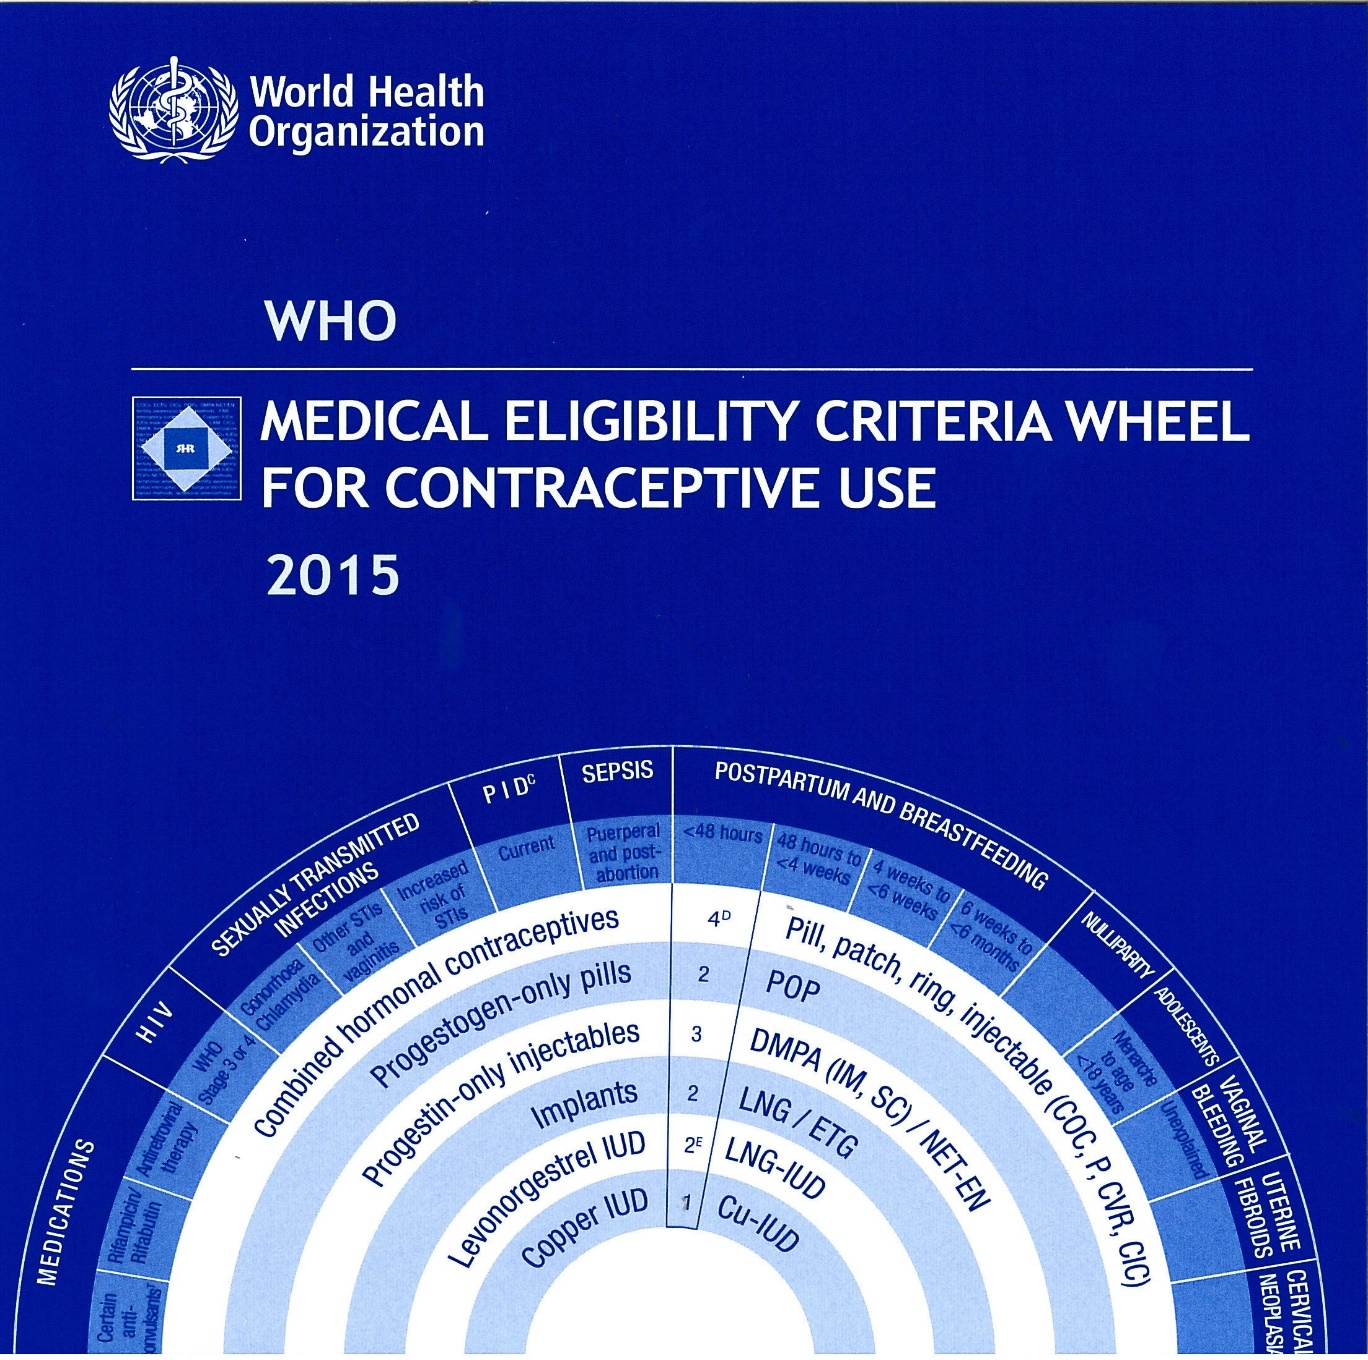 World Health
Organization
WHO
MEDICAL ELIGIBILITY CRITERIA WHEEL
FOR CONTRACEPTIVE USE
2015
RHR
MEDICATIONS
HIV
SEXUALLY TRANSMITTED
INFECTIONS
PIDC
SEPSIS
POSTPARTUM AND BREASTFEEDING
NULLIPARITY
ADOLESCENTS
VAGINAL
BLEEDING
UTERINE
FIBROIDS
CERVICAL
NEOPLASIA
Certain
anti-
onvulsants
Rifampicin/
Rifabutin
Antiretroviral
therapy
WHO
Stage 3 or 4
Gonorrhoea
Chlamydia
Other STIs
and
vaginitis
Increased
risk of
STIs
Current
Puerperal
and post-
abortion
<48 hours
48 hours to
<4 weeks
4 weeks to
<6 weeks
6 weeks to
<6 months
Menarche
to age
<18 years
Unexplained
Combined hormonal contraceptives
4D
Pill, patch, ring, injectable (COC, P, CVR, CIC)
Progestogen-only pills
2
POP
Progestin-only injectables
3
DMPA (IM, SC) / NET-EN
Implants
2
LNG / ETG
Levonorgestrel IUD
2E
LNG-IUD
Copper IUD
1
Cu-IUD